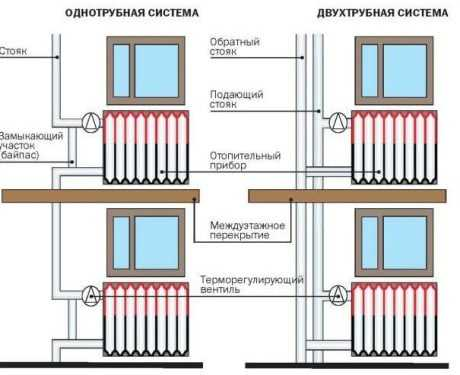 ОДНОТРУБНАЯ СИСТЕМА
ДВУХТРУБНАЯ СИСТЕМА
Стояк
Обратный
стояк
Подающий
стояк
Замыкающий
участок
(байпас)
Отопительный
прибор
Междуэтажное
перекрытие
Терморегулирующий
вентиль